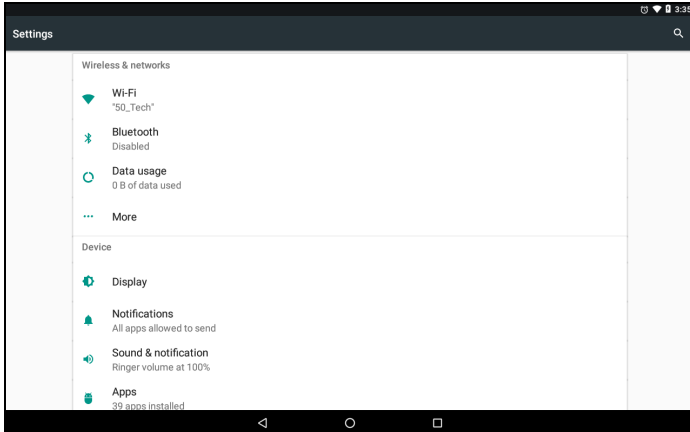 3:35
Settings
Wireless & networks
Wi-Fi
"50_Tech"
Bluetooth
Disabled
Data usage
0 B of data used
More
Device
Display
Notifications
All apps allowed to send
Sound & notification
Ringer volume at 100%
Apps
39 apps installed